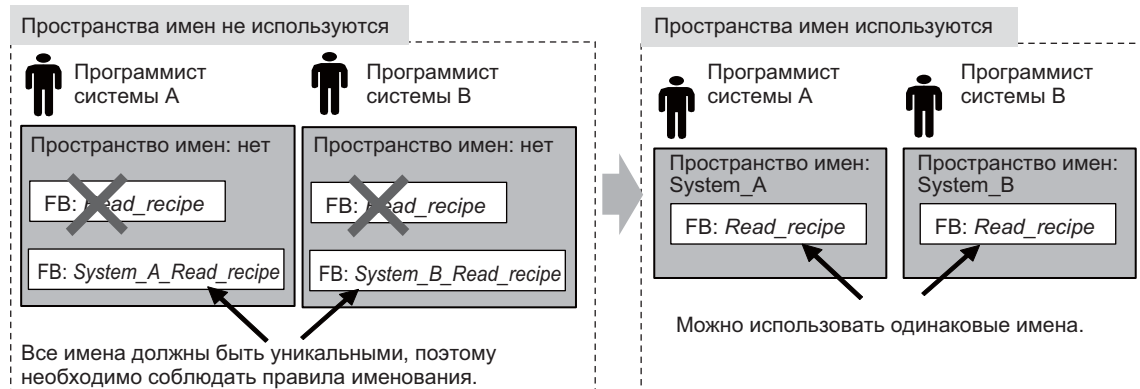 Пространства имен не используются
Программист
системы A
Программист
системы B
Пространство имен: нет
Пространство имен: нет
FB: Read_recipe
FB: Read_recipe
FB: System_A_Read_recipe
FB: System_B_Read_recipe
Все имена должны быть уникальными, поэтому
необходимо соблюдать правила именования.
Пространства имен используются
Программист
системы A
Программист
системы B
Пространство имен:
System_A
Пространство имен:
System_B
FB: Read_recipe
FB: Read_recipe
Можно использовать одинаковые имена.